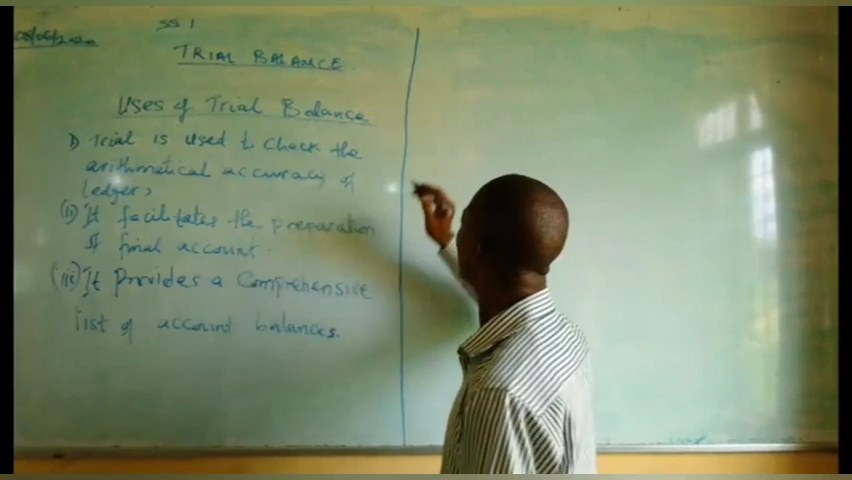 SS 1
TRIAL BALANCE.
Uses of Trial Balance
i) Trial is used to check the
arithmetical accuracy of
ledgers
(ii) It facilitates the preparation
of final account.
(iii) It provides a Comprehensive
list of account balances.